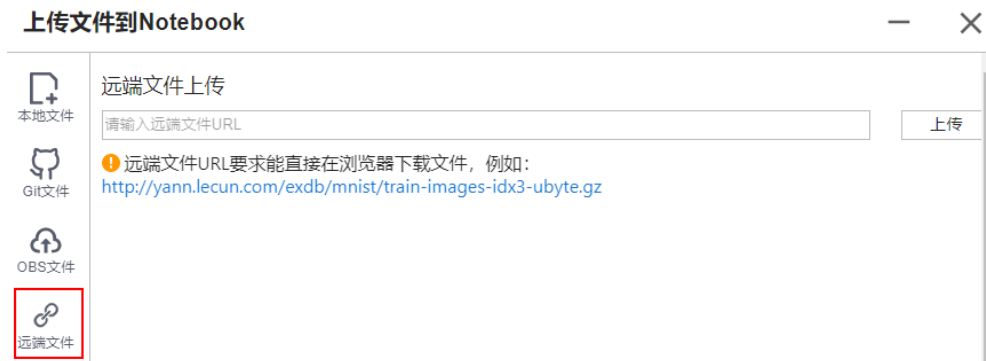 上传文件到Notebook
本地文件
Git文件
OBS文件
远端文件
远端文件上传
请输入远端文件URL
上传
远端文件URL要求能直接在浏览器下载文件，例如：
http://yann.lecun.com/exdb/mnist/train-images-idx3-ubyte.gz